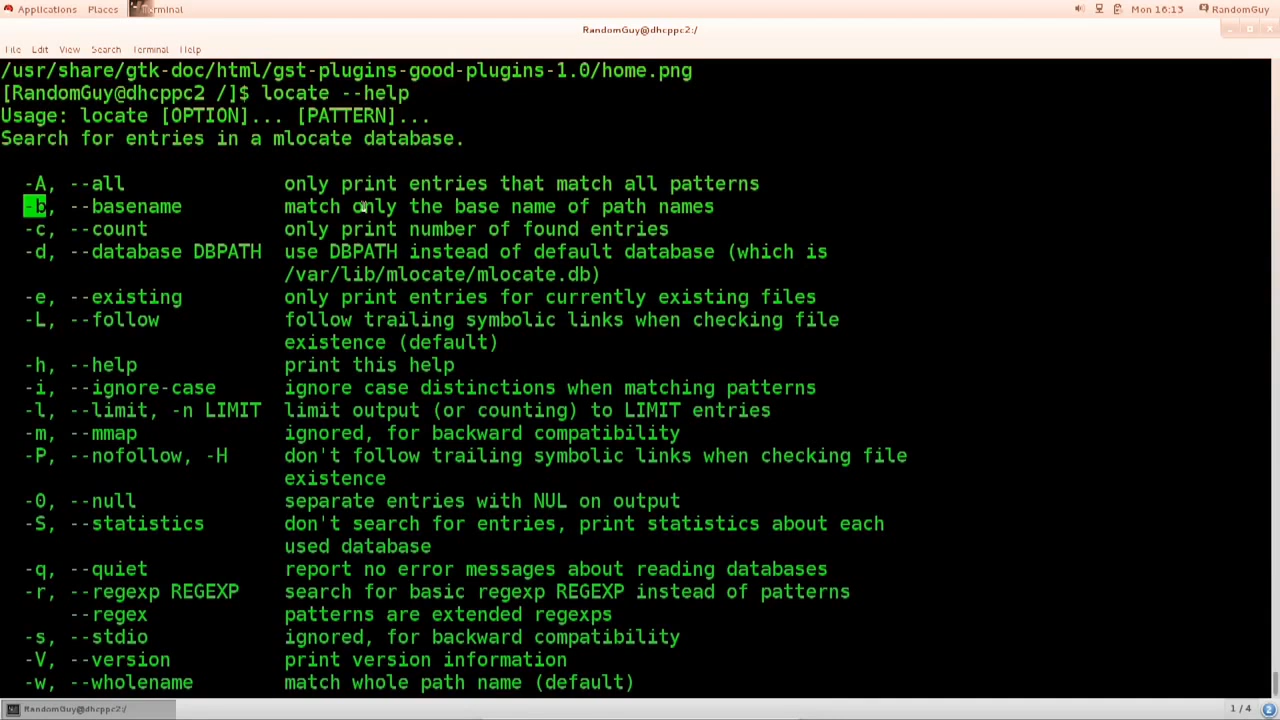 Applications Places Terminal Mon 16:13 RandomGuy
RandomGuy@dhcppc2:/
File Edit View Search Terminal Help
/usr/share/gtk-doc/html/gst-plugins-good-plugins-1.0/home.png
[RandomGuy@dhcppc2 /]$ locate --help
Usage: locate [OPTION]... [PATTERN]...
Search for entries in a mlocate database.
-A, --all only print entries that match all patterns
-b, --basename match only the base name of path names
-c, --count only print number of found entries
-d, --database DBPATH use DBPATH instead of default database (which is
/var/lib/mlocate/mlocate.db)
-e, --existing only print entries for currently existing files
-L, --follow follow trailing symbolic links when checking file
existence (default)
-h, --help print this help
-i, --ignore-case ignore case distinctions when matching patterns
-l, --limit, -n LIMIT limit output (or counting) to LIMIT entries
-m, --mmap ignored, for backward compatibility
-P, --nofollow, -H don't follow trailing symbolic links when checking file
existence
-0, --null separate entries with NUL on output
-S, --statistics don't search for entries, print statistics about each
used database
-q, --quiet report no error messages about reading databases
-r, --regexp REGEXP search for basic regexp REGEXP instead of patterns
--regex patterns are extended regexps
-s, --stdio ignored, for backward compatibility
-V, --version print version information
-w, --wholename match whole path name (default)
RandomGuy@dhcppc2:/ 1 / 4 2